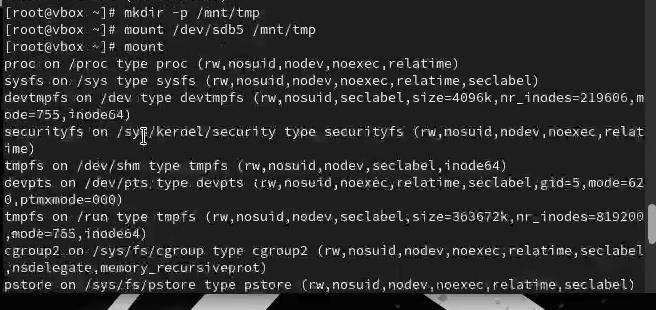 [root@vbox ~]# mkdir -p /mnt/tmp
[root@vbox ~]# mount /dev/sdb5 /mnt/tmp
[root@vbox ~]# mount
proc on /proc type proc (rw,nosuid,nodev,noexec,relatime)
sysfs on /sys type sysfs (rw,nosuid,nodev,noexec,relatime,seclabel)
devtmpfs on /dev type devtmpfs (rw,nosuid,noexec,seclabel,size=4096k,nr_inodes=219606,m
ode=755,inode64)
securityfs on /sys/kernel/security type securityfs (rw,nosuid,nodev,noexec,relat
ime)
tmpfs on /dev/shm type tmpfs (rw,nosuid,nodev,seclabel,inode64)
devpts on /dev/pts type devpts (rw,nosuid,noexec,relatime,seclabel,gid=5,mode=62
0,ptmxmode=000)
tmpfs on /run type tmpfs (rw,nosuid,nodev,seclabel,size=363672k,nr_inodes=819200
,mode=755,inode64)
cgroup2 on /sys/fs/cgroup type cgroup2 (rw,nosuid,nodev,noexec,relatime,seclabel
,nsdelegate,memory_recursiveprot)
pstore on /sys/fs/pstore type pstore (rw,nosuid,nodev,noexec,relatime,seclabel)